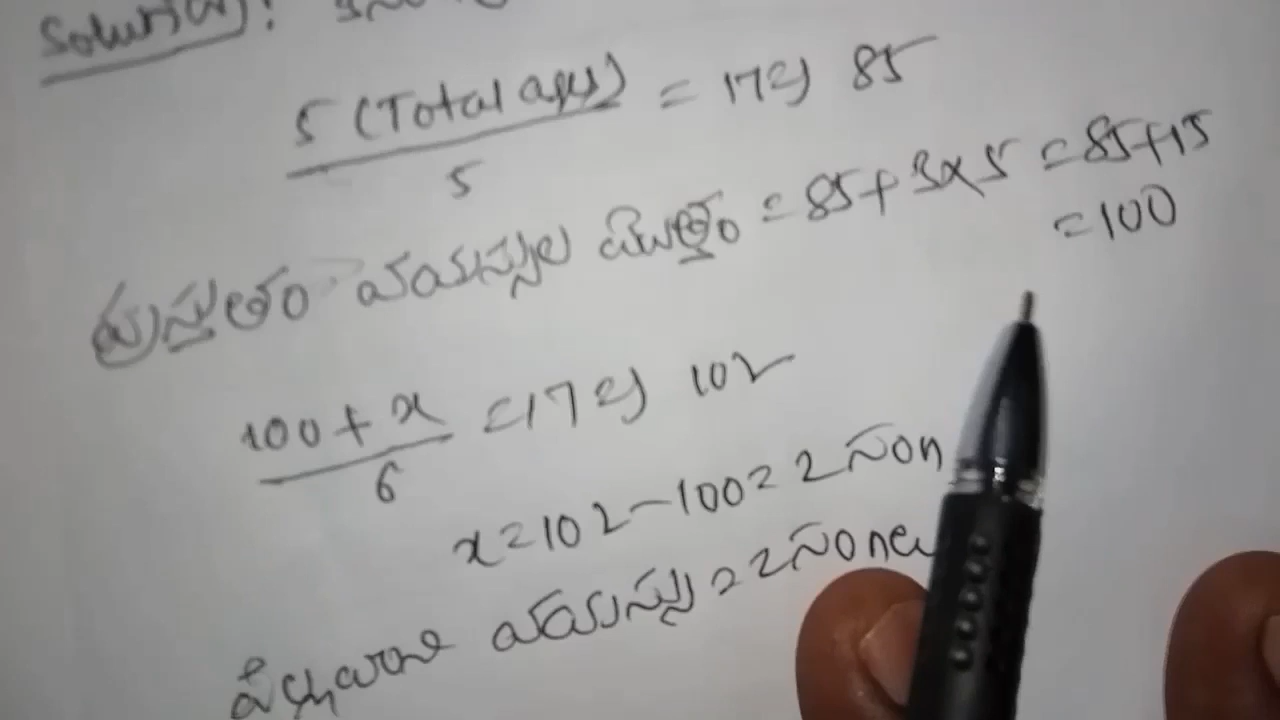 Solution:
5 (Total ages) / 5 = 17 => 85
ప్రస్తుతం వయస్సుల మొత్తం = 85 + 3 x 5 = 85 + 15
= 100
100 + x / 6 = 17 => 102
x = 102 - 100 = 2 సం॥
వయస్సు = 2 సం॥లు